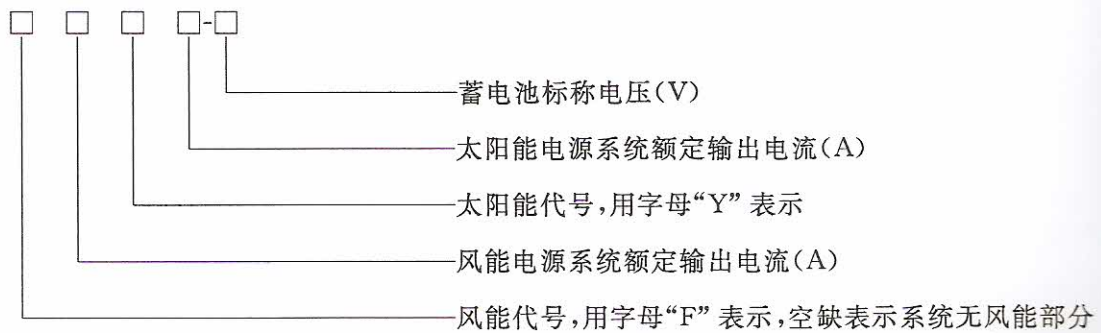 □ □ □ □-□
蓄电池标称电压(V)
太阳能电源系统额定输出电流(A)
太阳能代号,用字母“Y”表示
风能电源系统额定输出电流(A)
风能代号,用字母“F”表示,空缺表示系统无风能部分